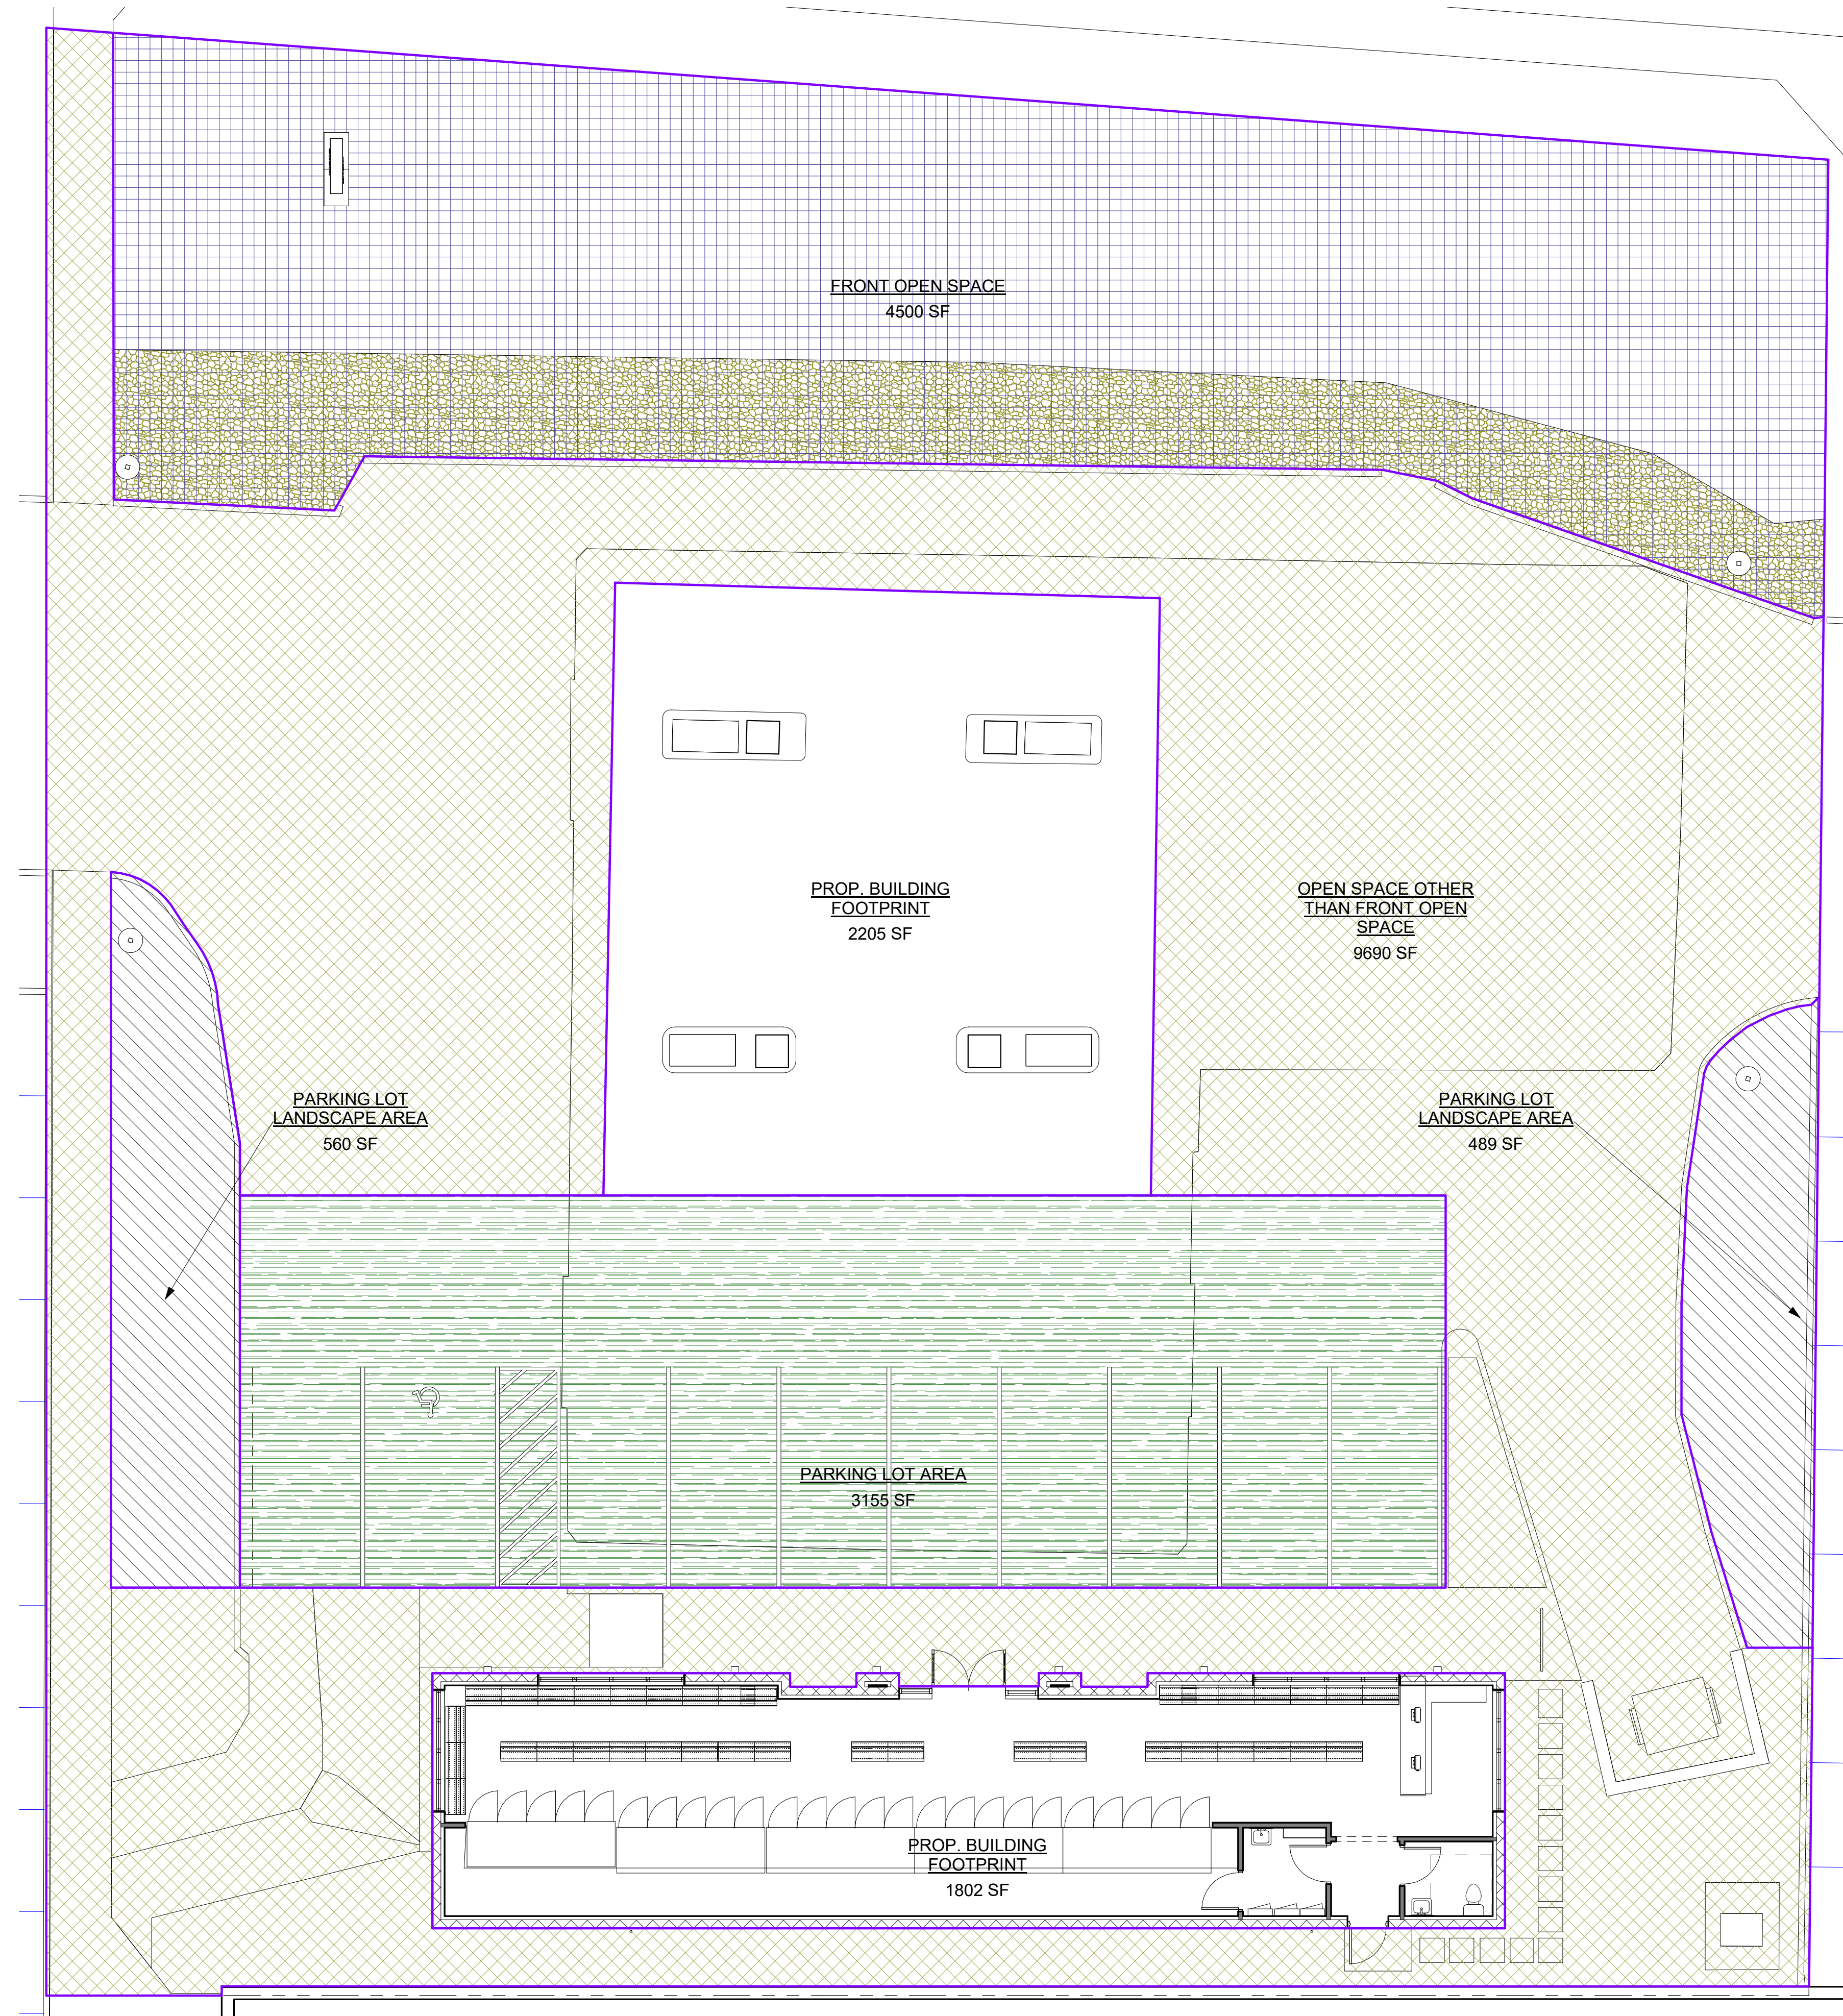 FRONT OPEN SPACE
4500 SF
PROP. BUILDING
FOOTPRINT
2205 SF
OPEN SPACE OTHER
THAN FRONT OPEN
SPACE
9690 SF
PARKING LOT
LANDSCAPE AREA
560 SF
PARKING LOT
LANDSCAPE AREA
489 SF
PARKING LOT AREA
3155 SF
PROP. BUILDING
FOOTPRINT
1802 SF